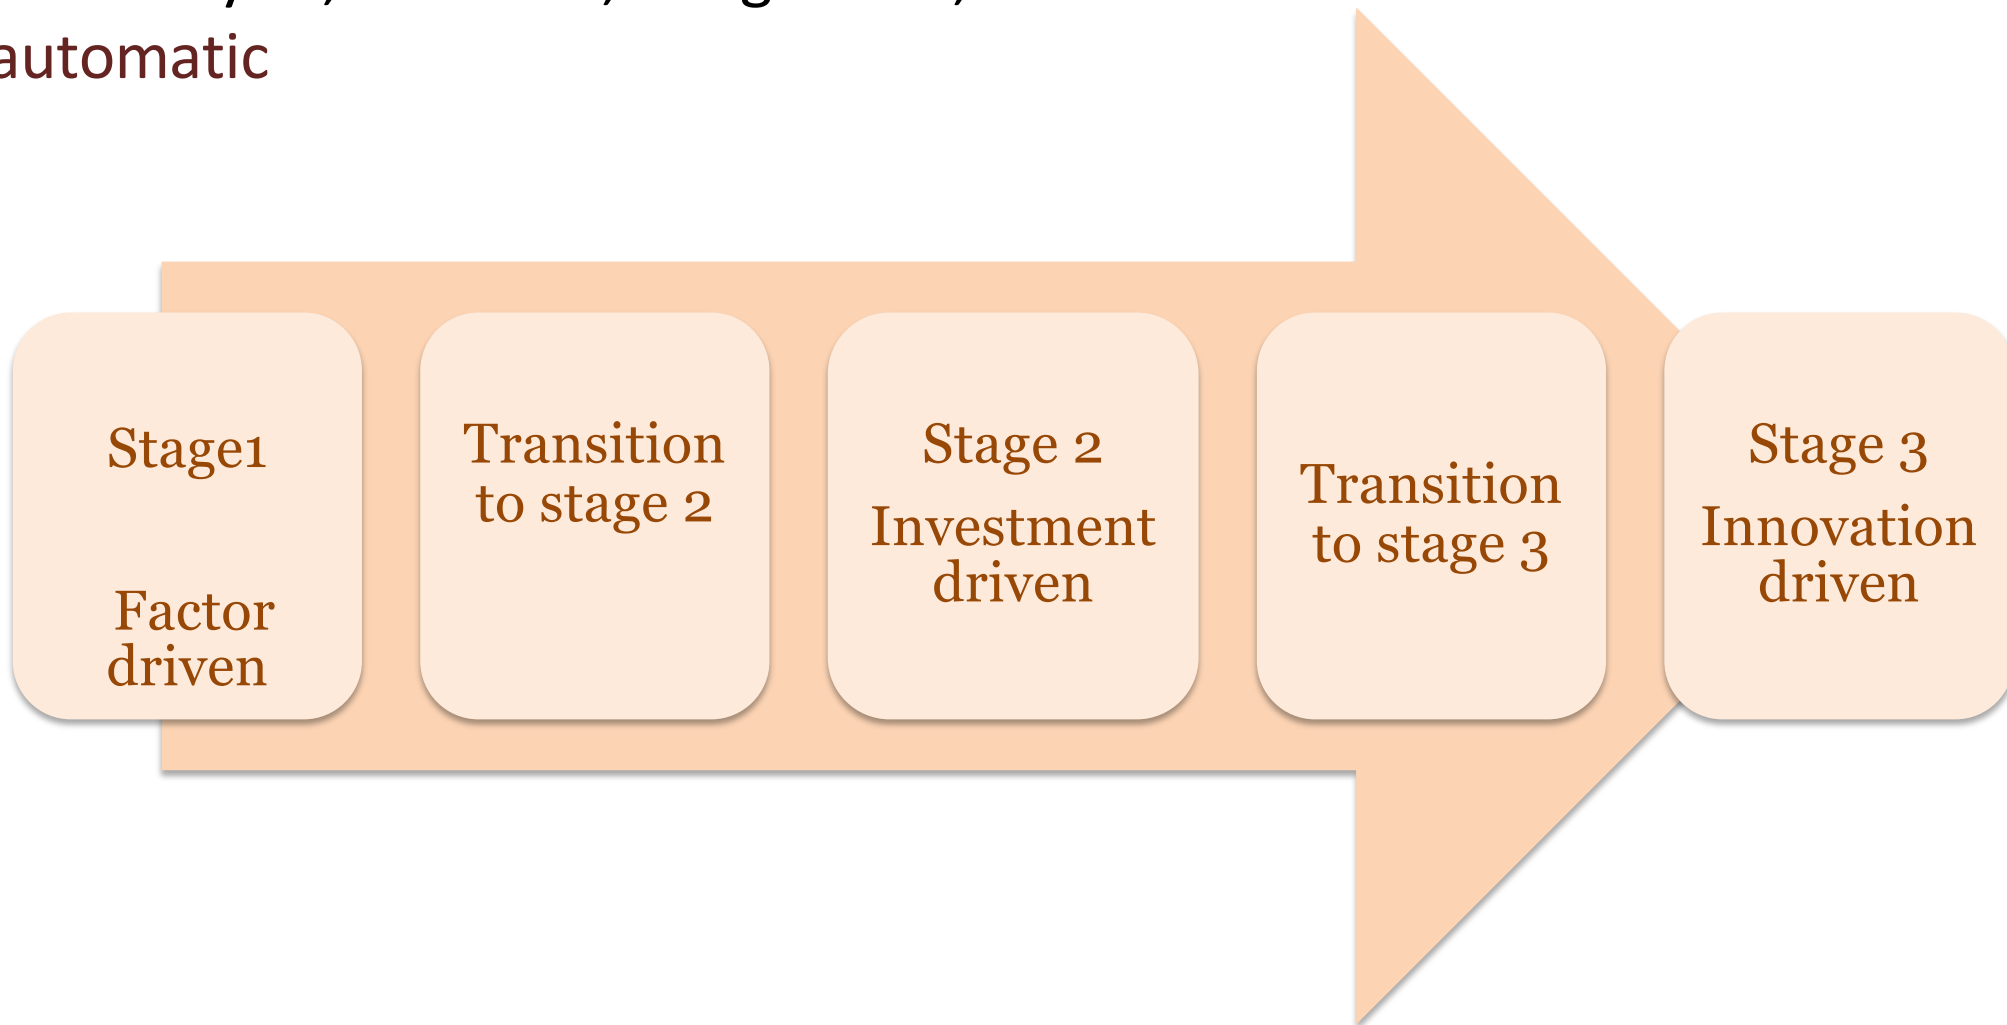 automatic
Stage1
Factor
driven
Transition
to stage 2
Stage 2
Investment
driven
Transition
to stage 3
Stage 3
Innovation
driven